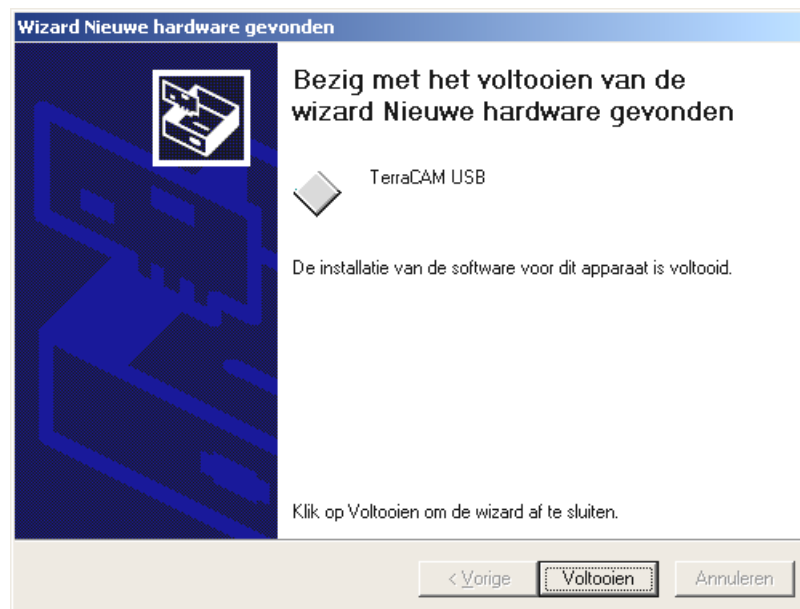 Wizard Nieuwe hardware gevonden
Bezig met het voltooien van de
wizard Nieuwe hardware gevonden
TerraCAM USB
De installatie van de software voor dit apparaat is voltooid.
Klik op Voltooien om de wizard af te sluiten.
< Vorige
Voltooien
Annuleren